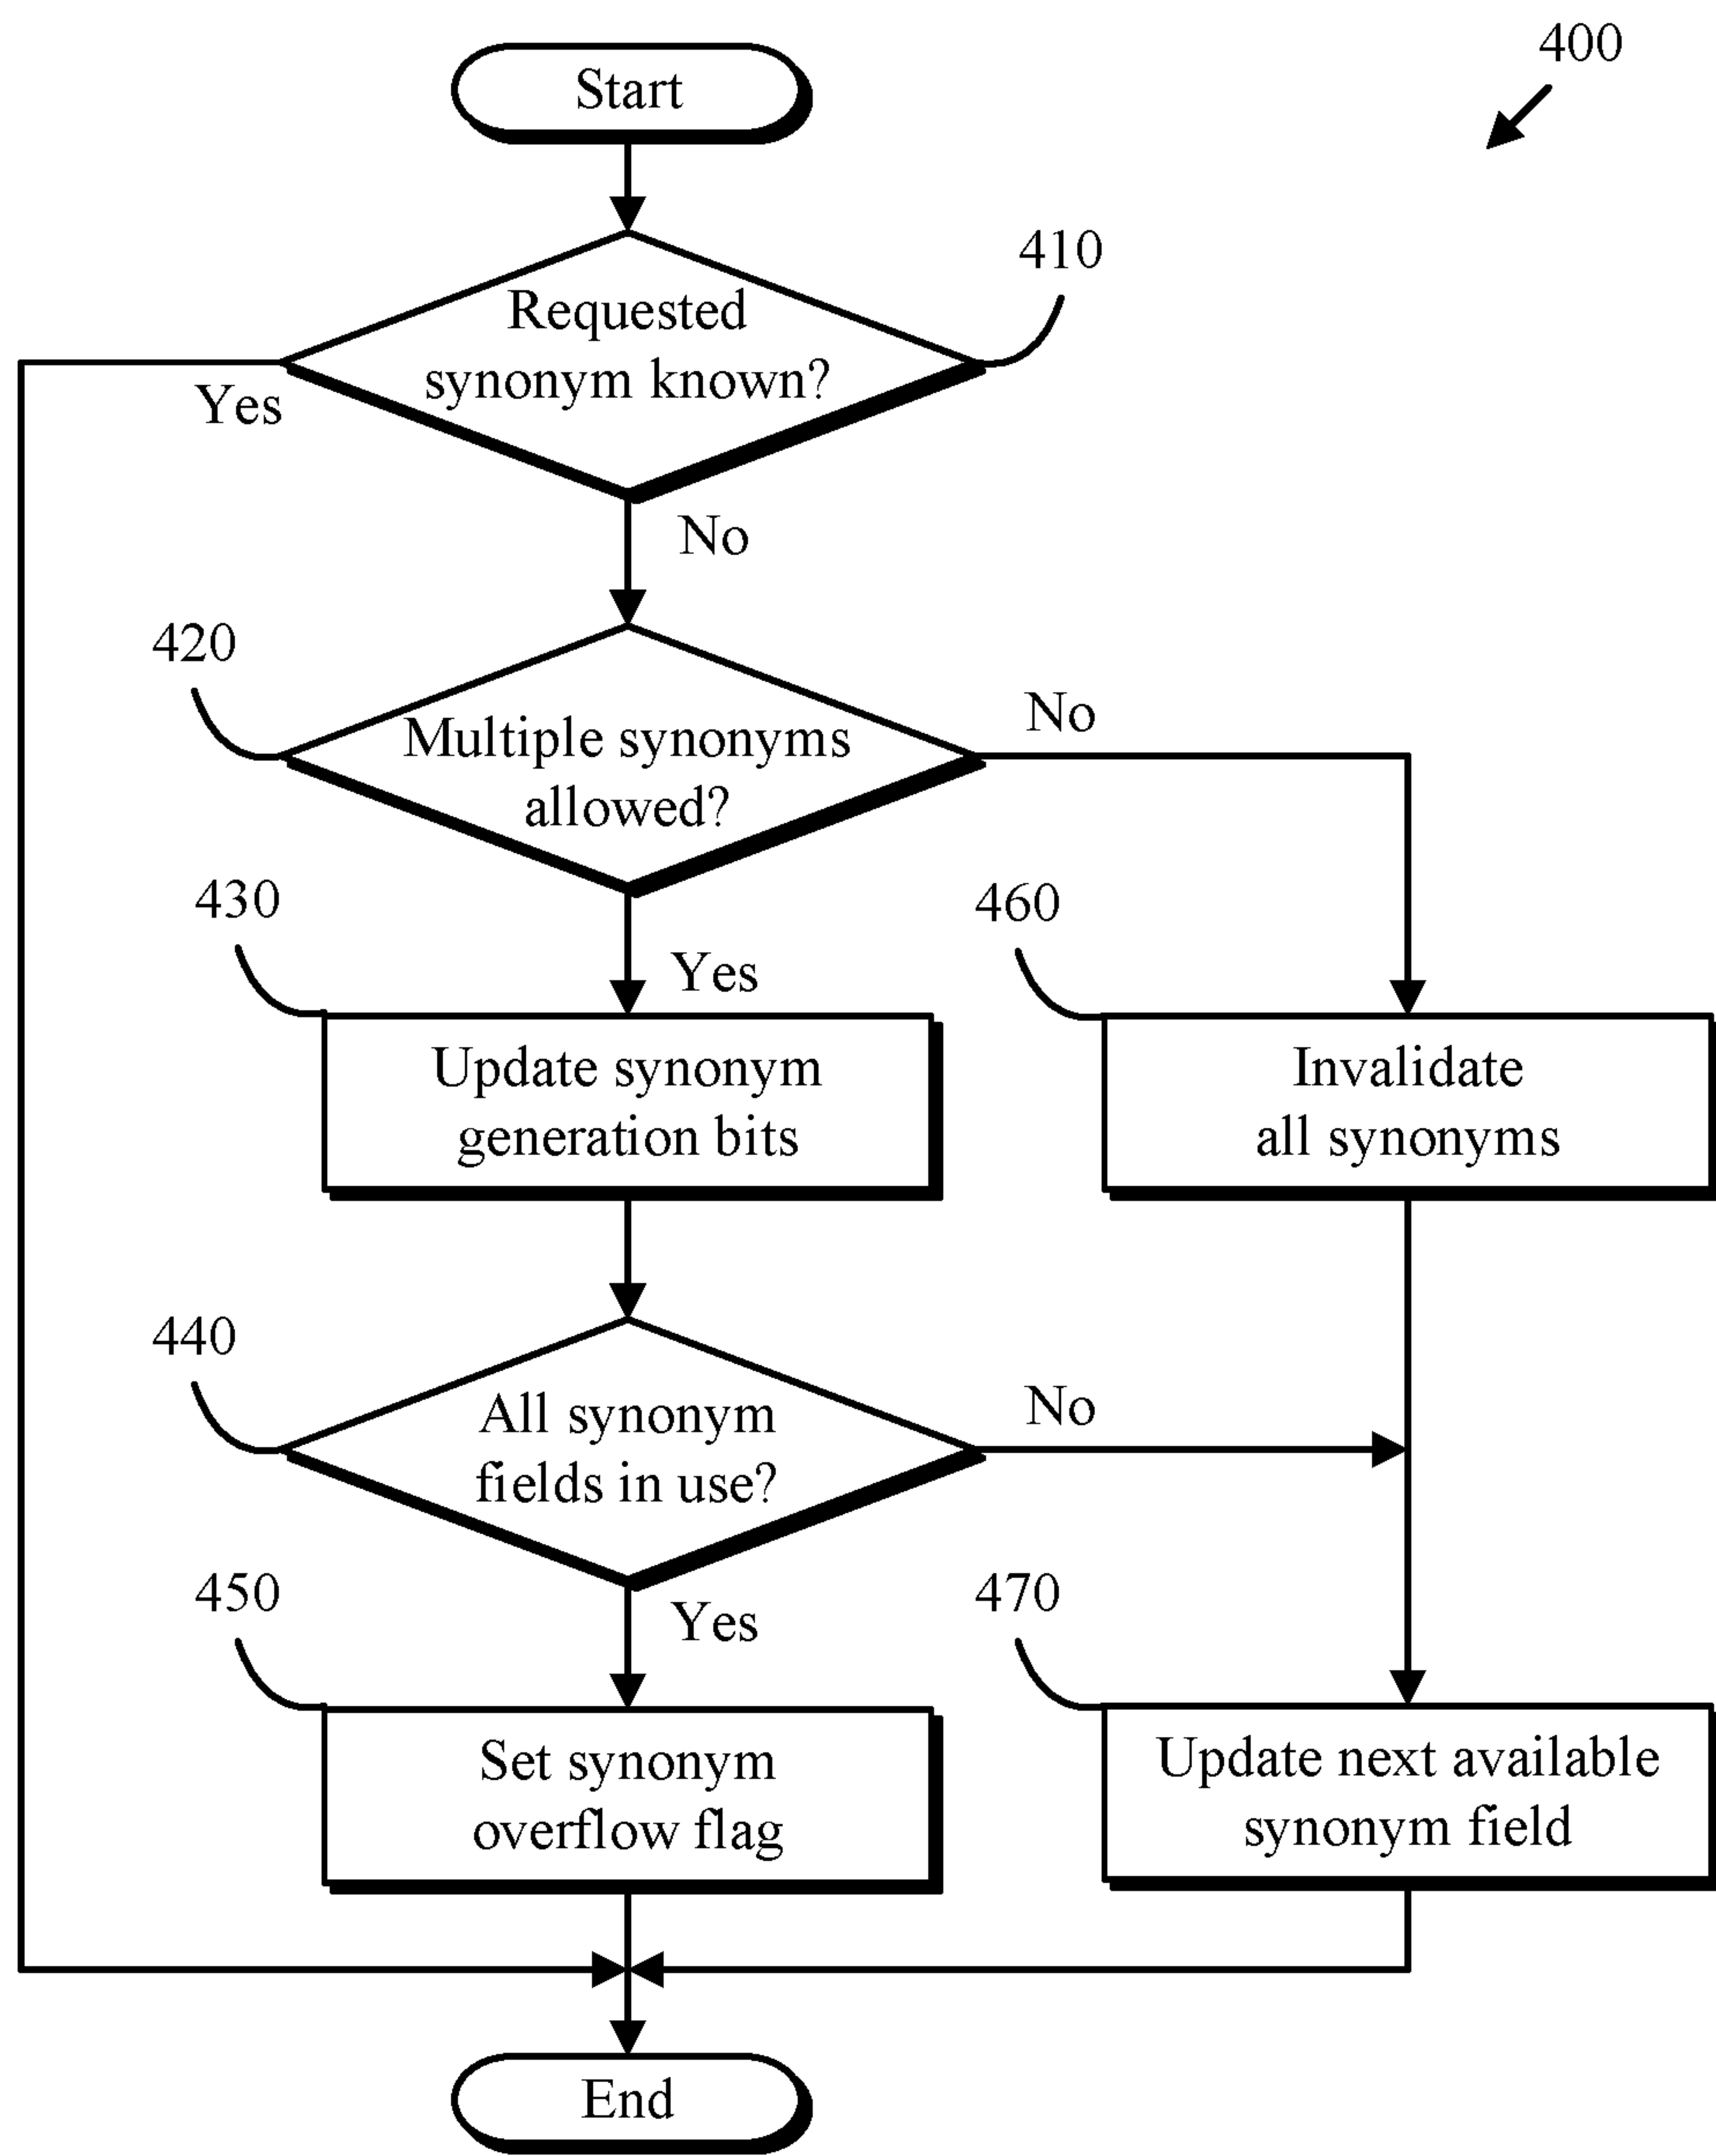 400
Start
410
Requested
synonym known?
Yes
No
420
Multiple synonyms
allowed?
No
430
460
Yes
Update synonym
generation bits
Invalidate
all synonyms
440
All synonym
fields in use?
No
450
470
Yes
Set synonym
overflow flag
Update next available
synonym field
End